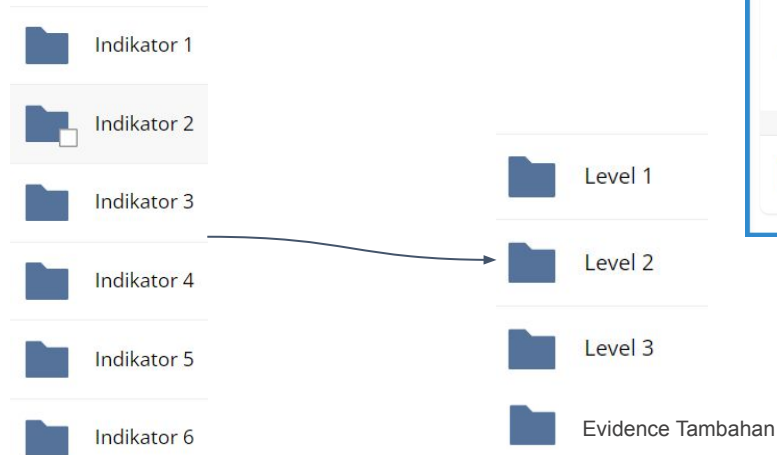 Indikator 1
Indikator 2
Indikator 3
Indikator 4
Indikator 5
Indikator 6
Level 1
Level 2
Level 3
Evidence Tambahan